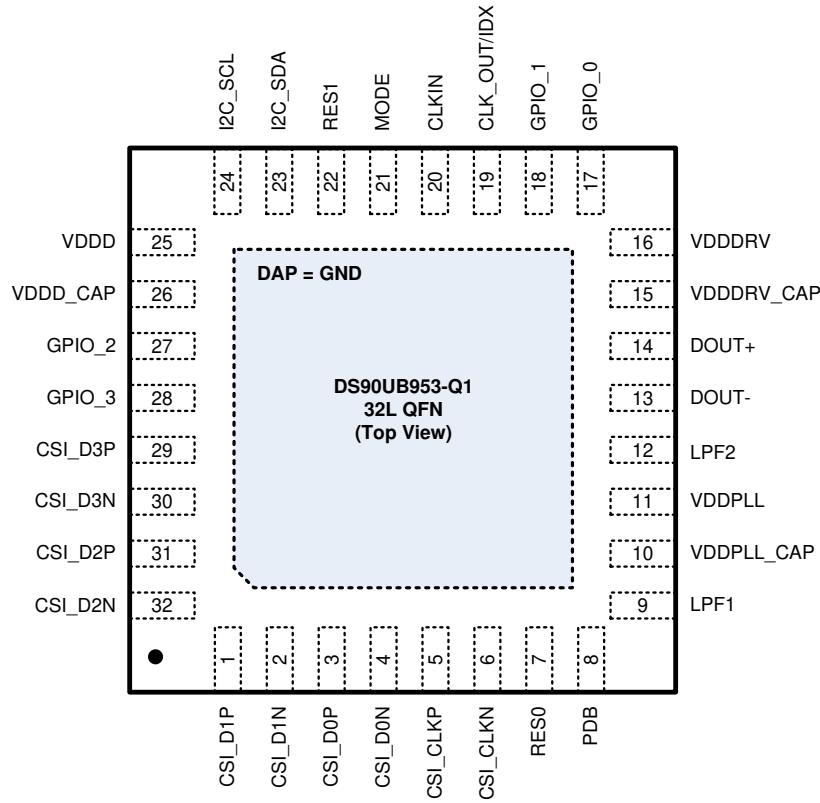 I2C_SCL
I2C_SDA
RES1
MODE
CLKIN
CLK_OUT/IDX
GPIO_1
GPIO_0
24
23
22
21
20
19
18
17
VDDD 25
VDDD_CAP 26
GPIO_2 27
GPIO_3 28
CSI_D3P 29
CSI_D3N 30
CSI_D2P 31
CSI_D2N 32
DAP = GND
DS90UB953-Q1
32L QFN
(Top View)
16 VDDDRV
15 VDDDRV_CAP
14 DOUT+
13 DOUT-
12 LPF2
11 VDDPLL
10 VDDPLL_CAP
9 LPF1
1
2
3
4
5
6
7
8
CSI_D1P
CSI_D1N
CSI_D0P
CSI_D0N
CSI_CLKP
CSI_CLKN
RES0
PDB